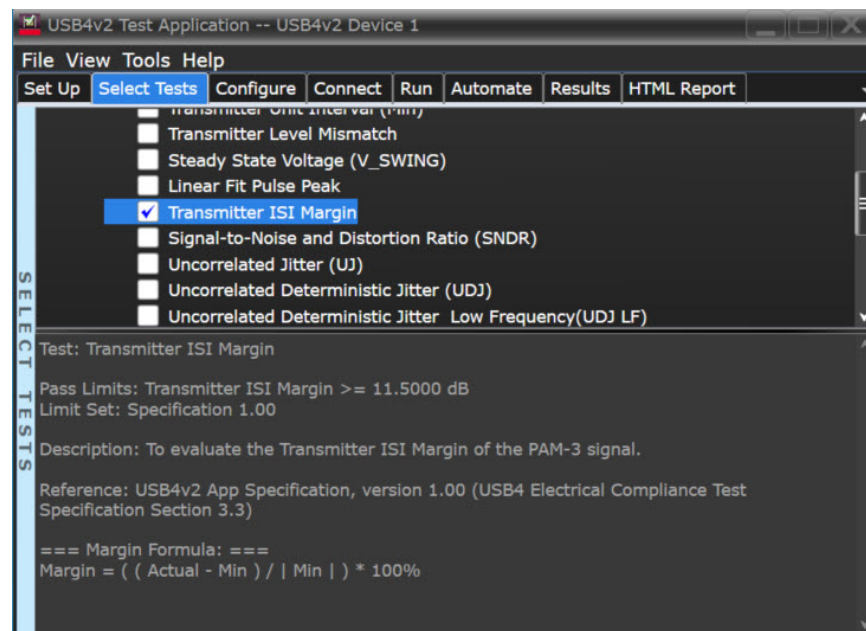 USB4v2 Test Application -- USB4v2 Device 1
File View Tools Help
Set Up Select Tests Configure Connect Run Automate Results HTML Report
Transmitter Unit Interval (Min)
Transmitter Level Mismatch
Steady State Voltage (V_SWING)
Linear Fit Pulse Peak
Transmitter ISI Margin
Signal-to-Noise and Distortion Ratio (SNDR)
Uncorrelated Jitter (UJ)
Uncorrelated Deterministic Jitter (UDJ)
Uncorrelated Deterministic Jitter Low Frequency(UDJ LF)
SELECT TESTS
Test: Transmitter ISI Margin
Pass Limits: Transmitter ISI Margin >= 11.5000 dB
Limit Set: Specification 1.00
Description: To evaluate the Transmitter ISI Margin of the PAM-3 signal.
Reference: USB4v2 App Specification, version 1.00 (USB4 Electrical Compliance Test
Specification Section 3.3)
=== Margin Formula: ===
Margin = ( ( Actual - Min ) / | Min | ) * 100%